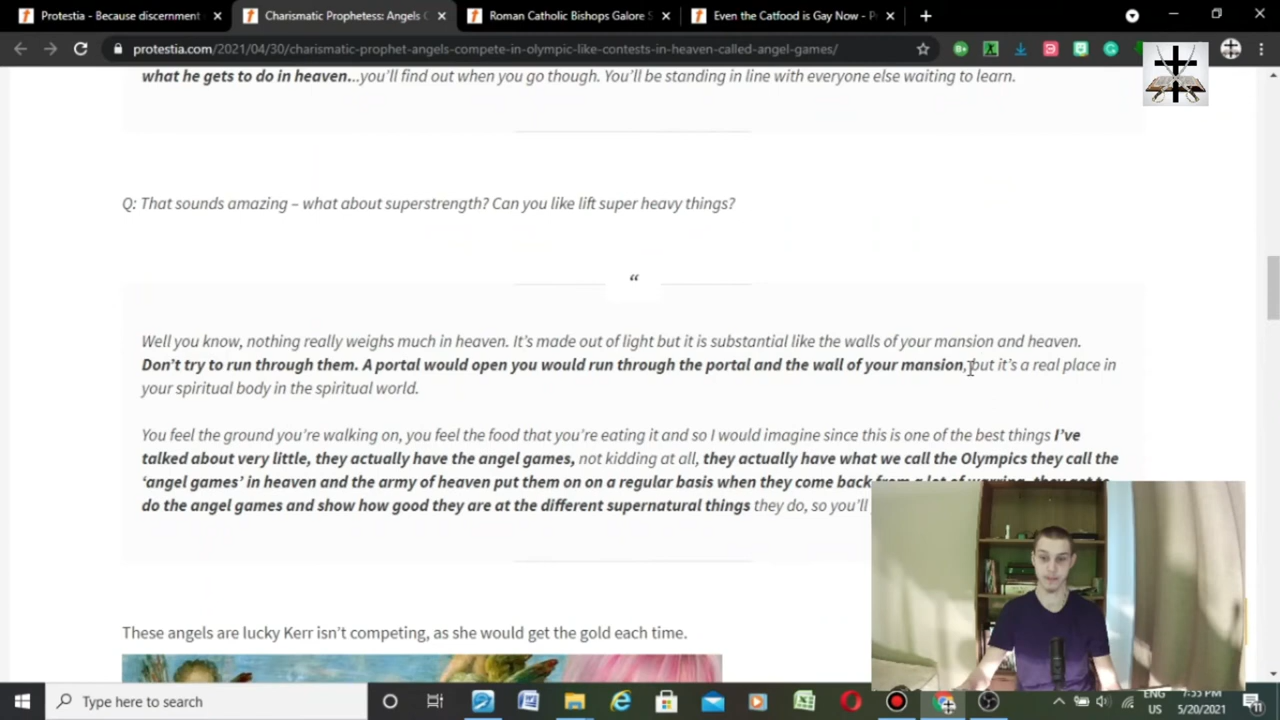 Protestia - Because discernment
Charismatic Prophetess: Angels C
Roman Catholic Bishops Galore S
Even the Catfood is Gay Now - P
protestia.com/2021/04/30/charismatic-prophet-angels-compete-in-olympic-like-contests-in-heaven-called-angel-games/
what he gets to do in heaven...you'll find out when you go though. You'll be standing in line with everyone else waiting to learn.
Q: That sounds amazing – what about superstrength? Can you like lift super heavy things?
“
Well you know, nothing really weighs much in heaven. It's made out of light but it is substantial like the walls of your mansion and heaven.
Don't try to run through them. A portal would open you would run through the portal and the wall of your mansion, but it's a real place in
your spiritual body in the spiritual world.
You feel the ground you're walking on, you feel the food that you're eating it and so I would imagine since this is one of the best things I've
talked about very little, they actually have the angel games, not kidding at all, they actually have what we call the Olympics they call the
'angel games' in heaven and the army of heaven put them on on a regular basis when they come back from a lot of warring, they get to
do the angel games and show how good they are at the different supernatural things they do, so you'll
These angels are lucky Kerr isn't competing, as she would get the gold each time.
Type here to search
ENG
US
7:33 PM
5/20/2021